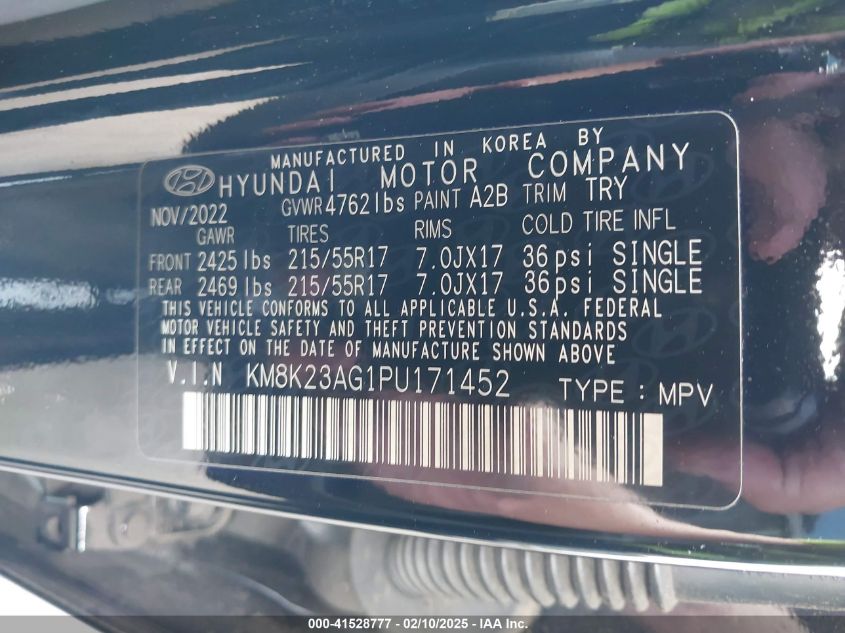 MANUFACTURED IN KOREA BY
HYUNDAI MOTOR COMPANY
NOV/2022 GVWR4762lbs PAINT A2B TRIM TRY
GAWR TIRES RIMS COLD TIRE INFL
FRONT 2425lbs 215/55R17 7.0JX17 36psi SINGLE
REAR 2469lbs 215/55R17 7.0JX17 36psi SINGLE
THIS VEHICLE CONFORMS TO ALL APPLICABLE U.S.A. FEDERAL
MOTOR VEHICLE SAFETY AND THEFT PREVENTION STANDARDS
IN EFFECT ON THE DATE OF MANUFACTURE SHOWN ABOVE
V.I.N KM8K23AG1PU171452 TYPE : MPV
000-41528777 - 02/10/2025 - IAA Inc.